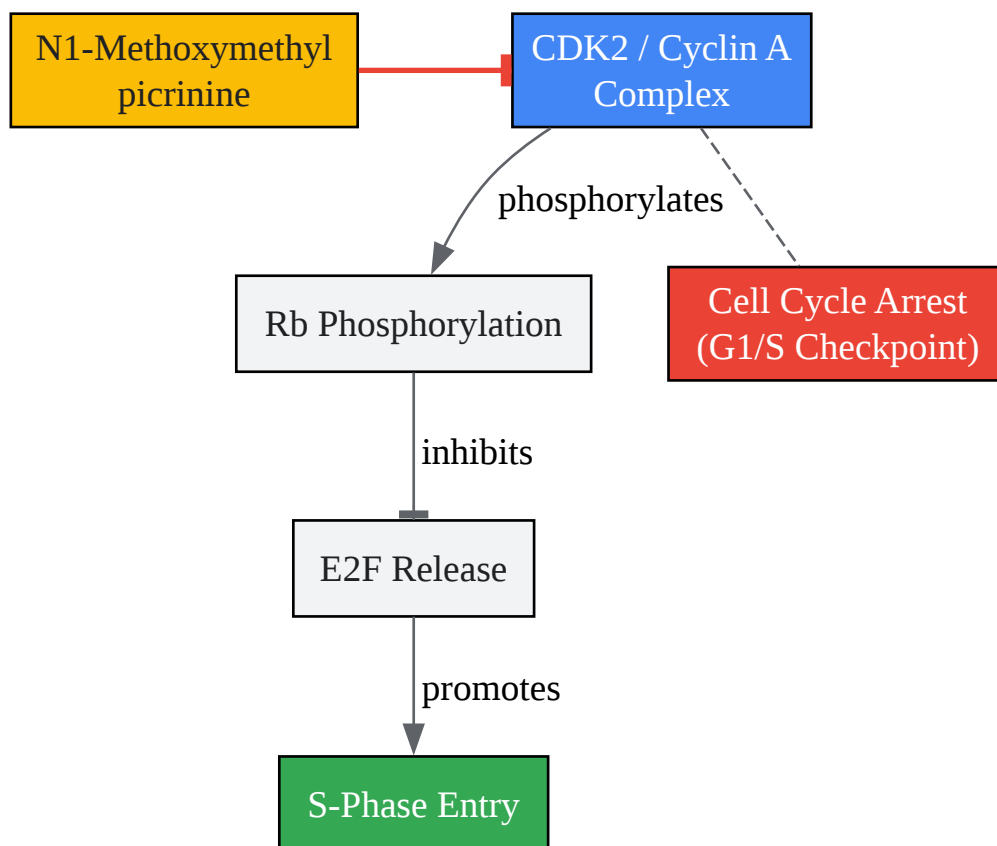 N1-Methoxymethyl
picrinine
CDK2 / Cyclin A
Complex
phosphorylates
Rb Phosphorylation
Cell Cycle Arrest
(G1/S Checkpoint)
inhibits
E2F Release
promotes
S-Phase Entry